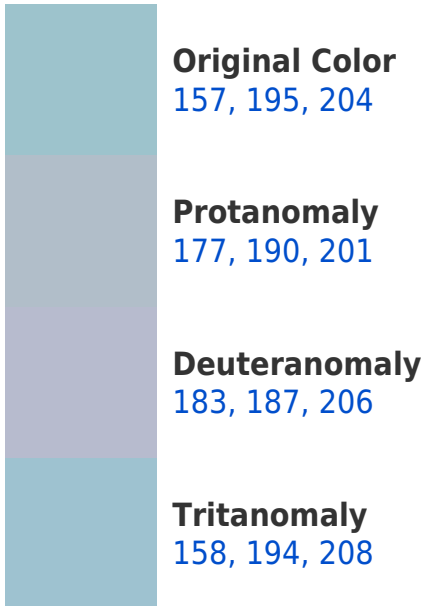 Original Color
157, 195, 204
Protanomaly
177, 190, 201
Deuteranomaly
183, 187, 206
Tritanomaly
158, 194, 208